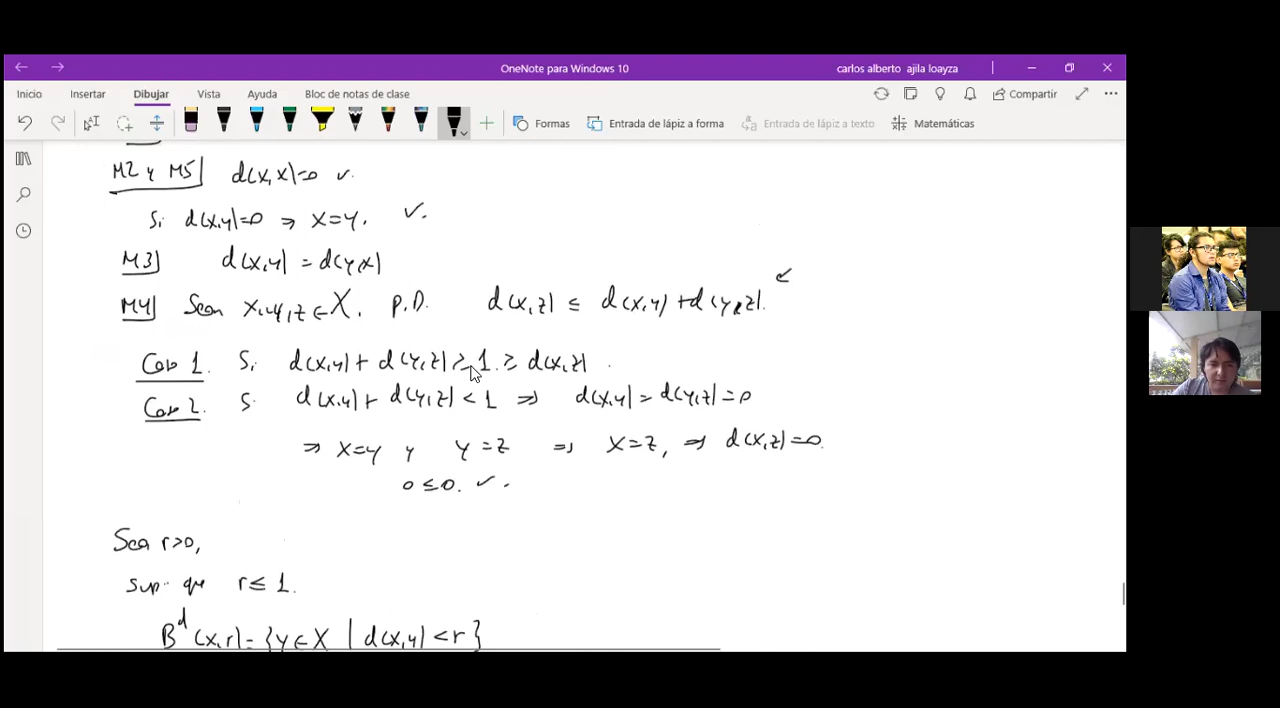 OneNote para Windows 10
carlos alberto ajila loayza
Inicio Insertar Dibujar Vista Ayuda Bloc de notas de clase
Compartir
Formas Entrada de lápiz a forma Entrada de lápiz a texto Matemáticas
M2 y M5 d(x,x)=0 ✓.
Si d(x,y)=0 ⇒ x=y. ✓.
M3 d(x,y) = d(y,x)
M4 Sean x,y,z ∈ X. P.D. d(x,z) ≤ d(x,y) + d(y,z).
Caso 1. Si d(x,y) + d(y,z) ≥ 1 ≥ d(x,z).
Caso 2. Si d(x,y) + d(y,z) < 1 ⇒ d(x,y) = d(y,z) = 0
⇒ x=y y y=z ⇒ x=z, ⇒ d(x,z)=0.
0 ≤ 0. ✓.
Sea r>0,
Sup. que r ≤ 1.
B^d(x,r) = {y ∈ X | d(x,y) < r}